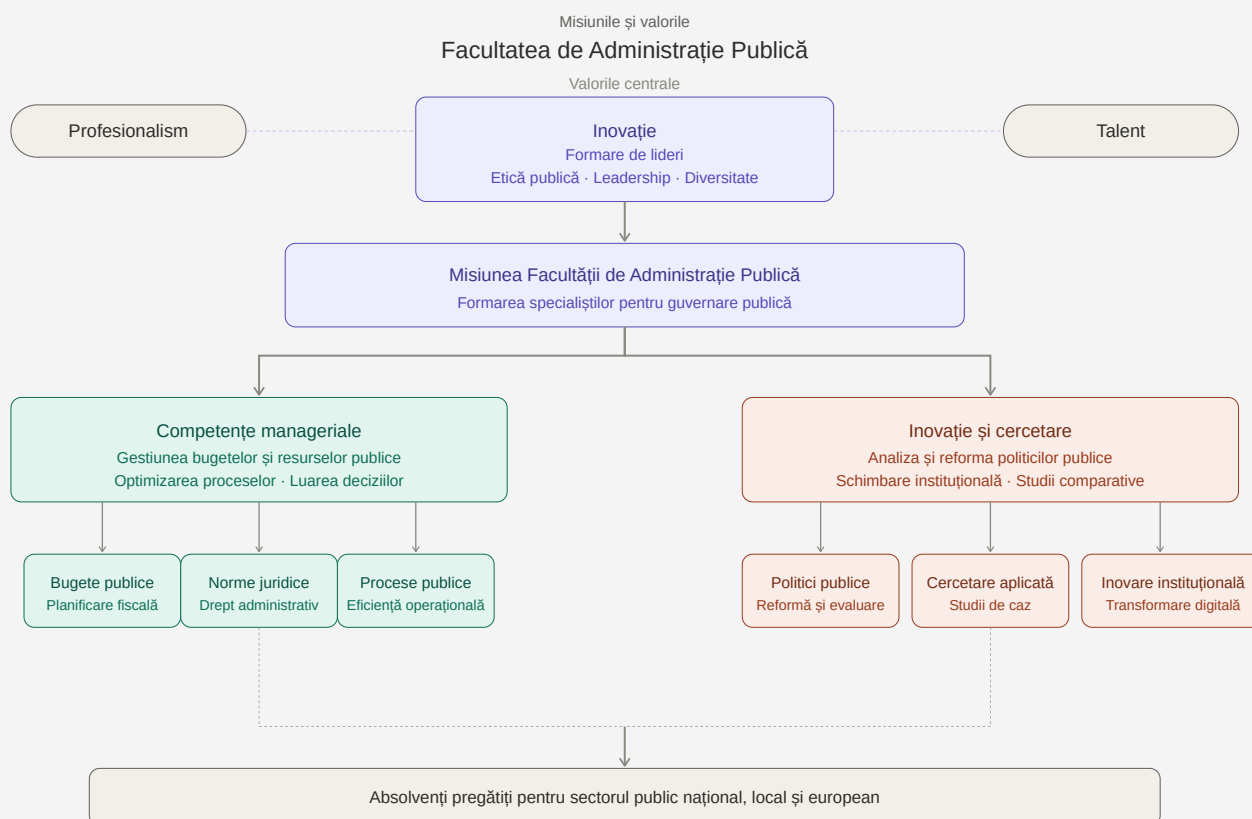 Misiunile și valorile
Facultatea de Administrație Publică
Valorile centrale
Profesionalism
Inovație
Formare de lideri
Etică publică · Leadership · Diversitate
Talent
Misiunea Facultății de Administrație Publică
Formarea specialiștilor pentru guvernare publică
Competențe manageriale
Gestiunea bugetelor și resurselor publice
Optimizarea proceselor · Luarea deciziilor
Inovație și cercetare
Analiza și reforma politicilor publice
Schimbare instituțională · Studii comparative
Bugete publice
Planificare fiscală
Norme juridice
Drept administrativ
Procese publice
Eficiență operațională
Politici publice
Reformă și evaluare
Cercetare aplicată
Studii de caz
Inovare instituțională
Transformare digitală
Absolvenți pregătiți pentru sectorul public național, local și european